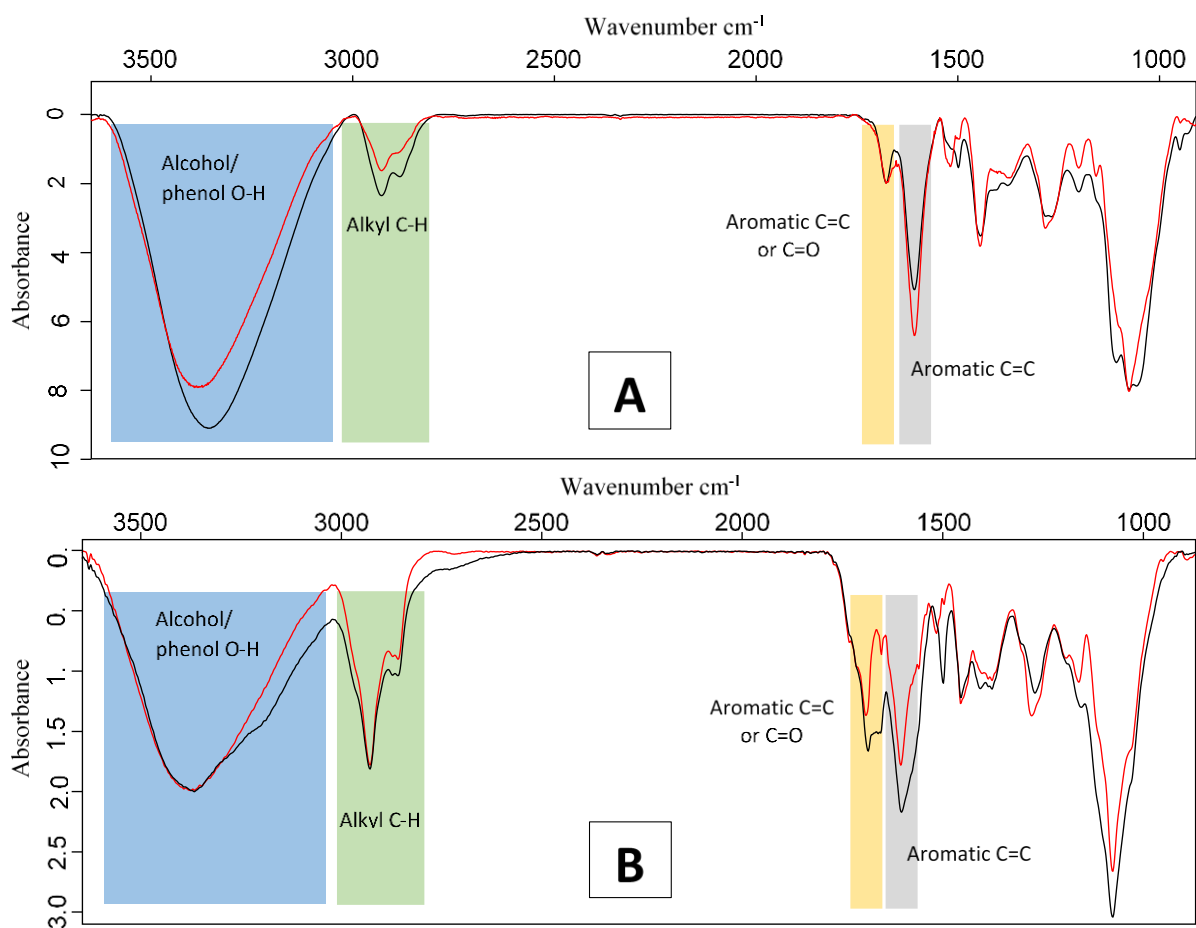 Wavenumber cm-1
3500 3000 2500 2000 1500 1000
Absorbance
0
2
4
6
8
10
Alcohol/
phenol O-H
Alkyl C-H
Aromatic C=C
or C=O
Aromatic C=C
A
Wavenumber cm-1
3500 3000 2500 2000 1500 1000
Absorbance
0.
0.
1.
1.5
2.0
2.5
3.0
Alcohol/
phenol O-H
Alkyl C-H
Aromatic C=C
or C=O
Aromatic C=C
B